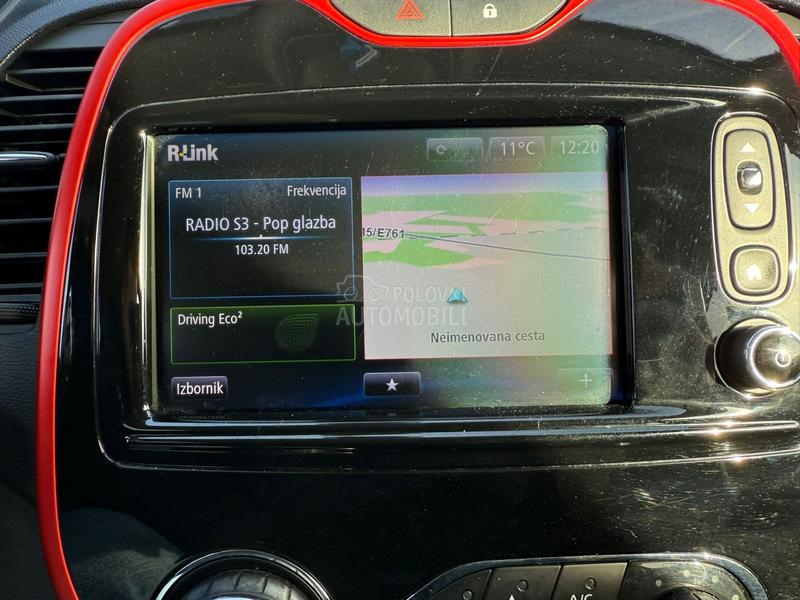 R-Link
11°C
12:20
FM 1
Frekvencija
RADIO S3 - Pop glazba
103.20 FM
15/E761
POLOVNI
AUTOMOBILI
Driving Eco²
Neimenovana cesta
Izbornik
A/C